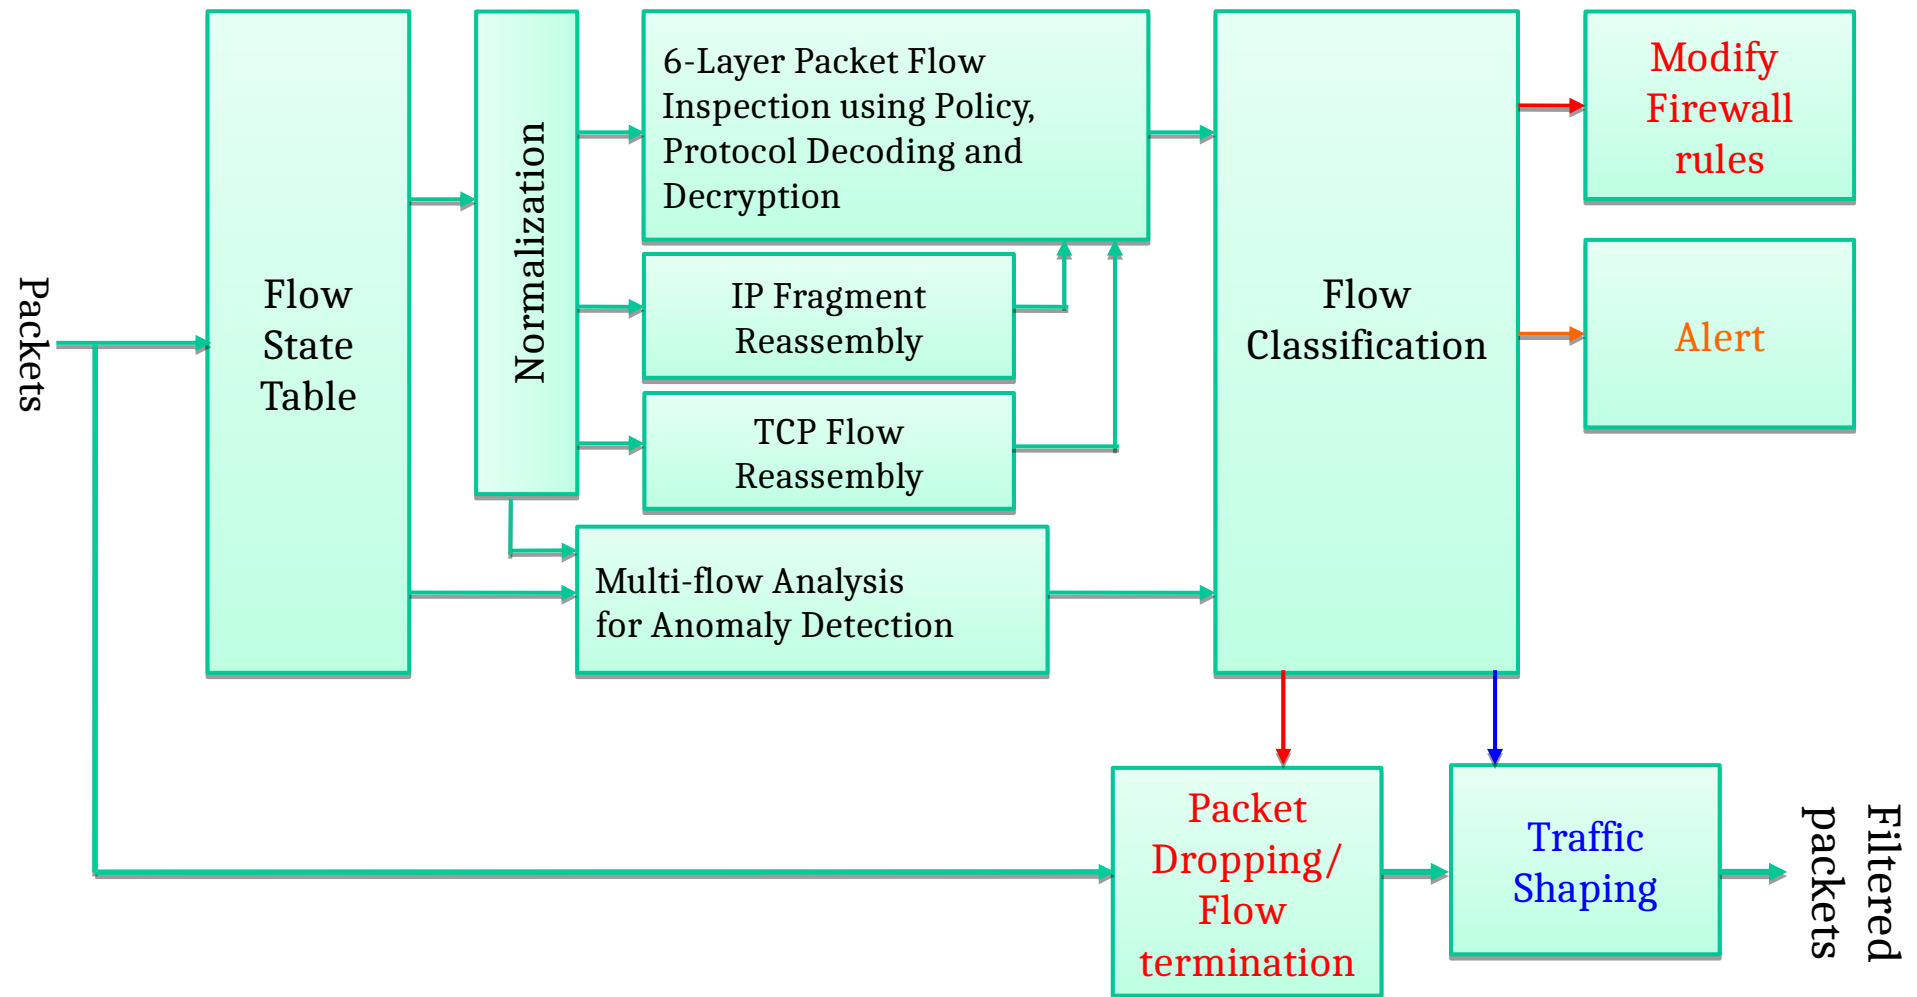 Packets
Flow
State
Table
Normalization
6-Layer Packet Flow
Inspection using Policy,
Protocol Decoding and
Decryption
IP Fragment
Reassembly
TCP Flow
Reassembly
Multi-flow Analysis
for Anomaly Detection
Flow
Classification
Modify
Firewall
rules
Alert
Packet
Dropping/
Flow
termination
Traffic
Shaping
Filtered
packets